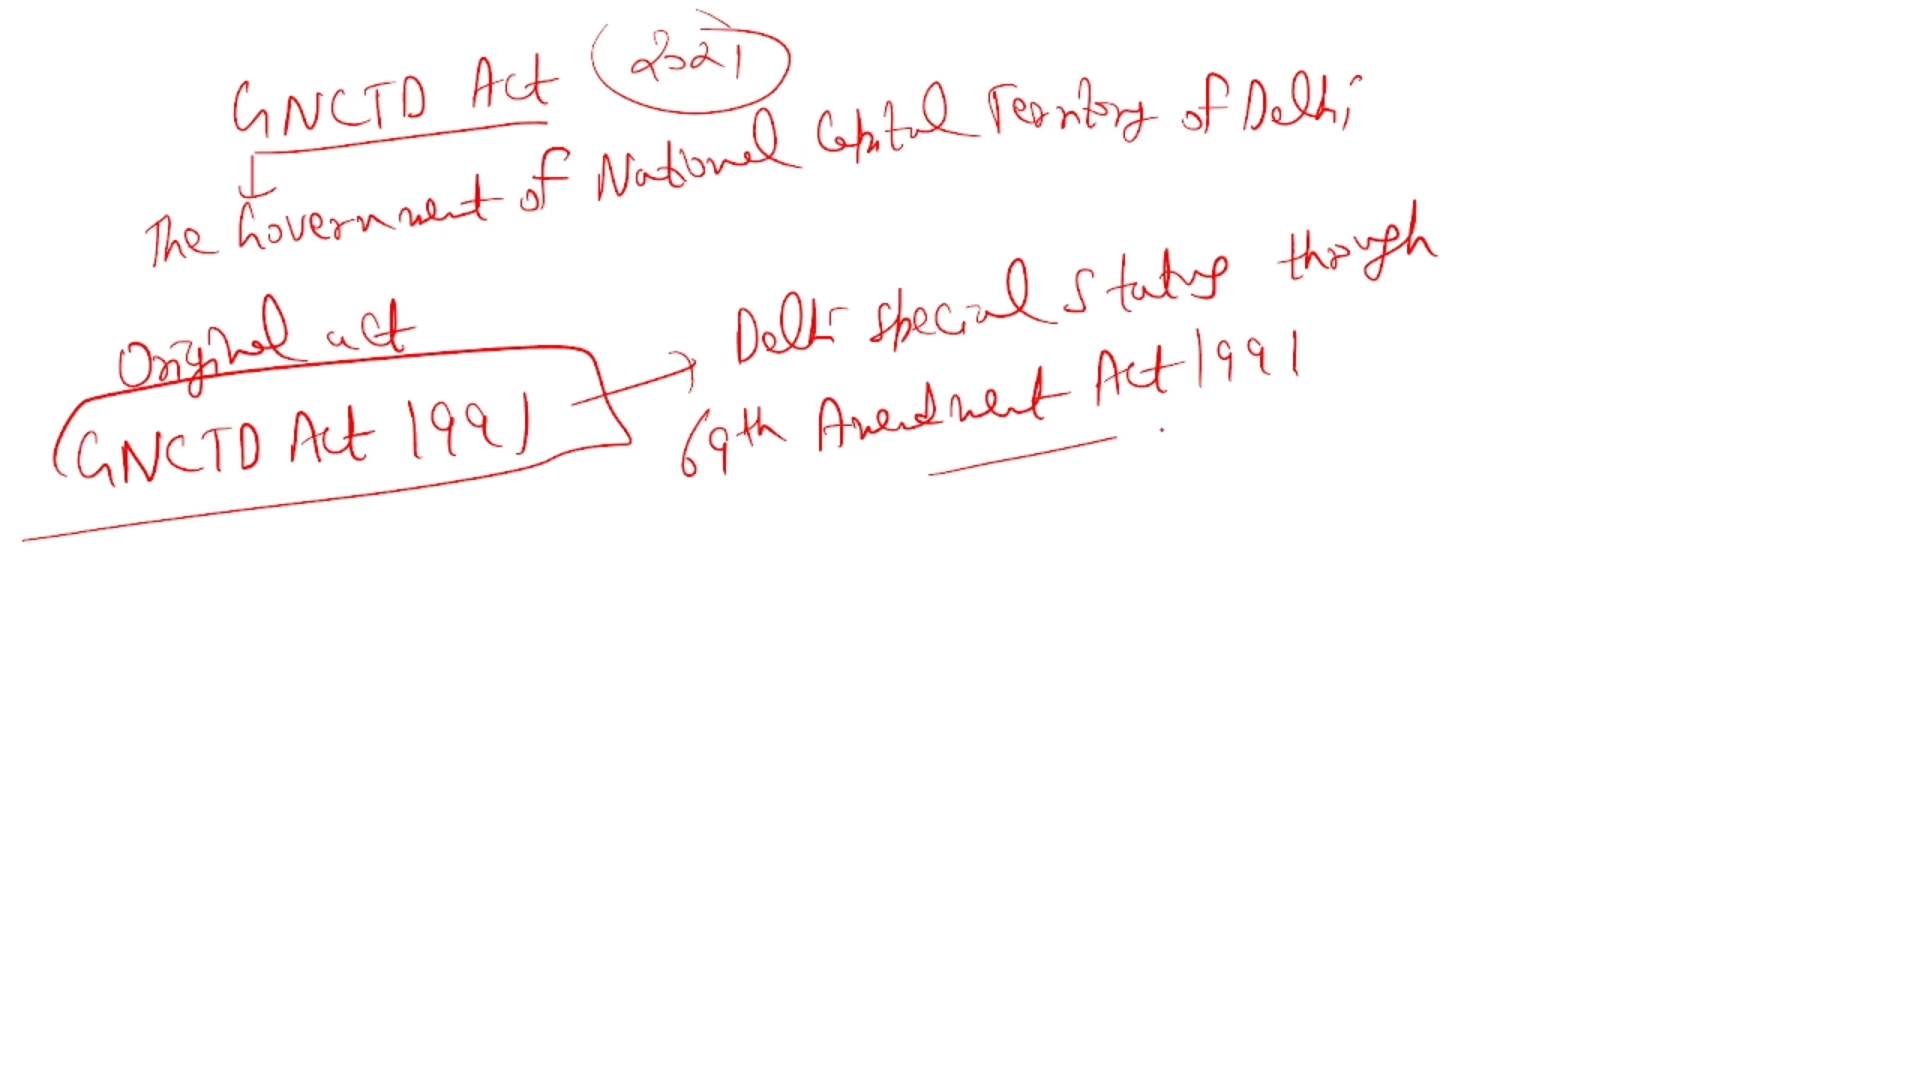 GNCTD Act 2021
The Government of National Capital Territory of Delhi
Original act
GNCTD Act 1991
Delhi special status through
69th Amendment Act 1991